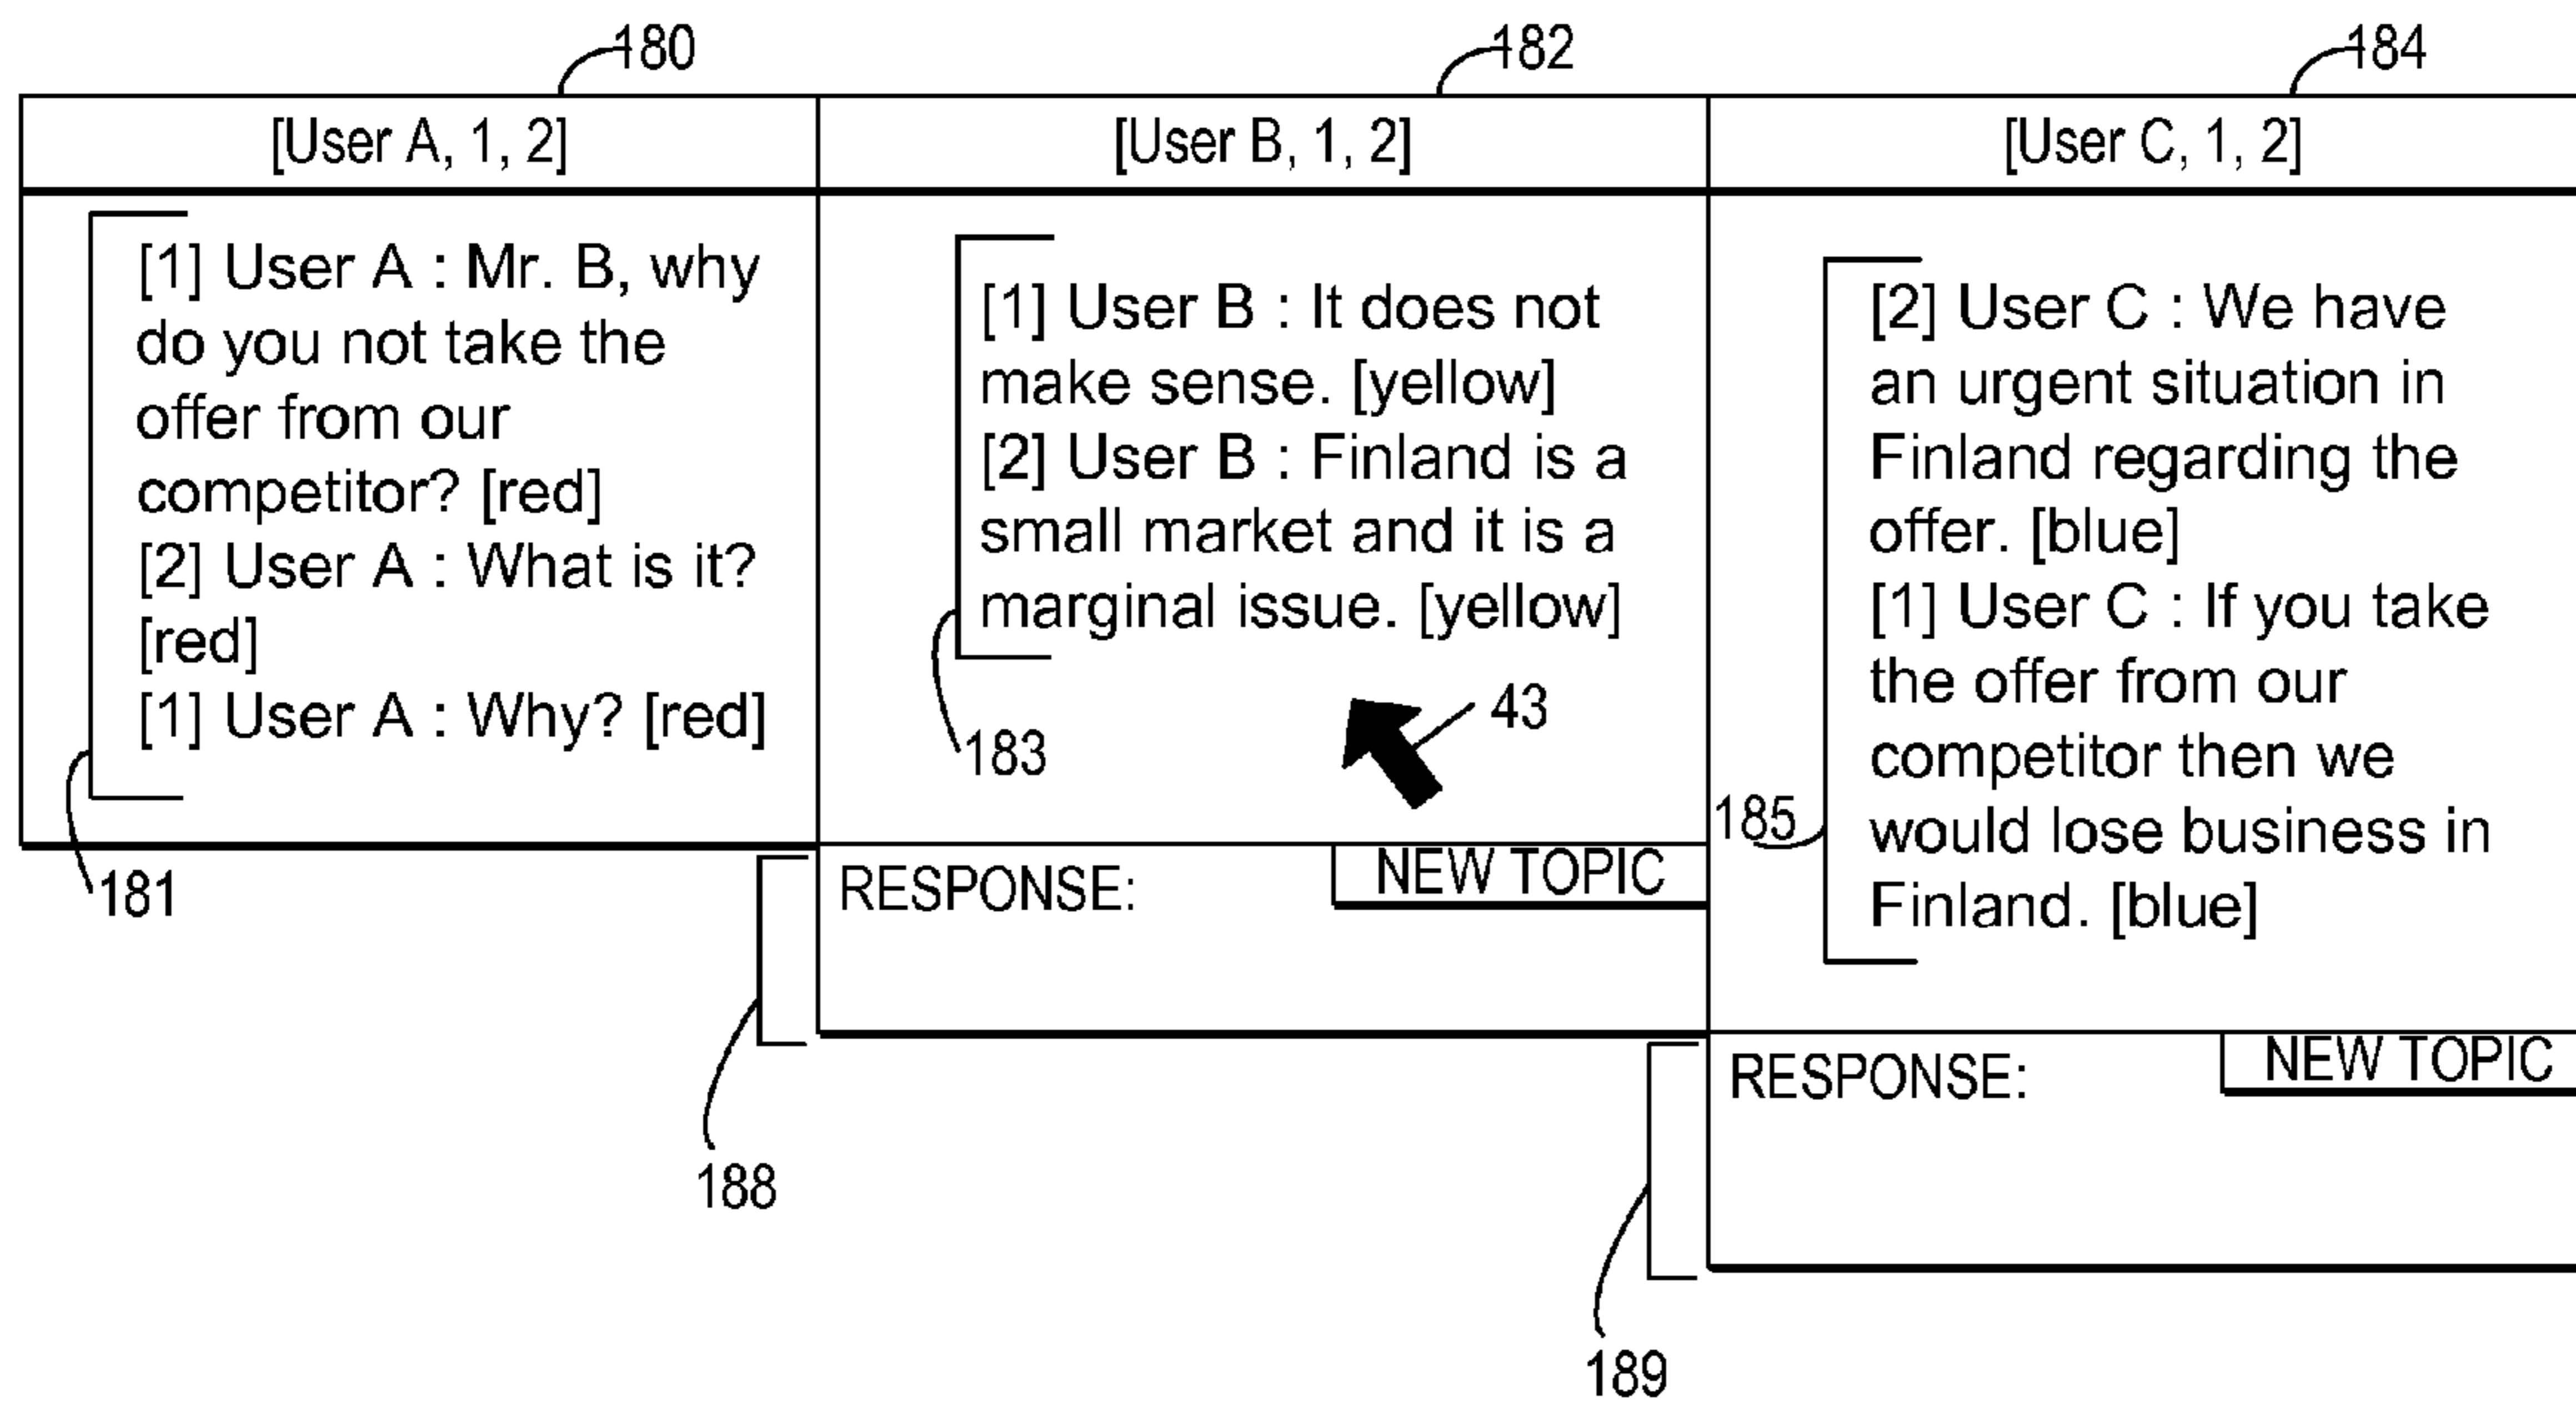 180
182
184
[User A, 1, 2]
[User B, 1, 2]
[User C, 1, 2]
[1] User A : Mr. B, why
do you not take the
offer from our
competitor? [red]
[2] User A : What is it?
[red]
[1] User A : Why? [red]
181
[1] User B : It does not
make sense. [yellow]
[2] User B : Finland is a
small market and it is a
marginal issue. [yellow]
183
43
[2] User C : We have
an urgent situation in
Finland regarding the
offer. [blue]
[1] User C : If you take
the offer from our
competitor then we
would lose business in
Finland. [blue]
185
RESPONSE:
NEW TOPIC
188
RESPONSE:
NEW TOPIC
189